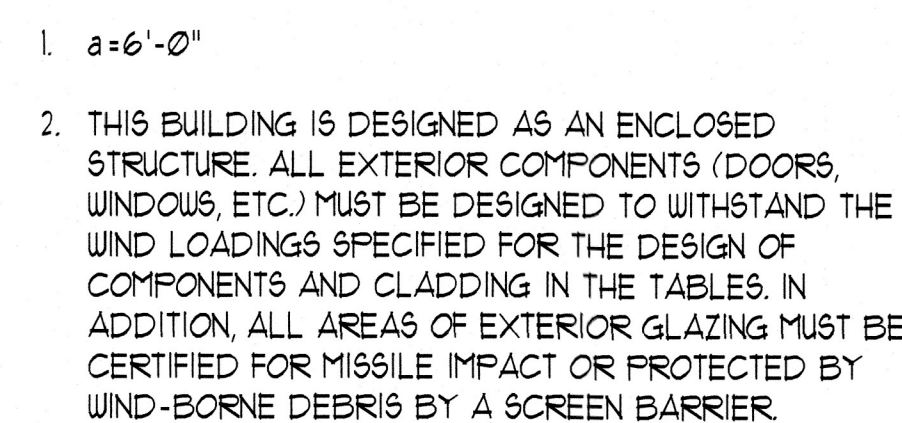 1. a=6'-0"
2. THIS BUILDING IS DESIGNED AS AN ENCLOSED
STRUCTURE. ALL EXTERIOR COMPONENTS (DOORS,
WINDOWS, ETC.) MUST BE DESIGNED TO WITHSTAND THE
WIND LOADINGS SPECIFIED FOR THE DESIGN OF
COMPONENTS AND CLADDING IN THE TABLES. IN
ADDITION, ALL AREAS OF EXTERIOR GLAZING MUST BE
CERTIFIED FOR MISSILE IMPACT OR PROTECTED BY
WIND-BORNE DEBRIS BY A SCREEN BARRIER.